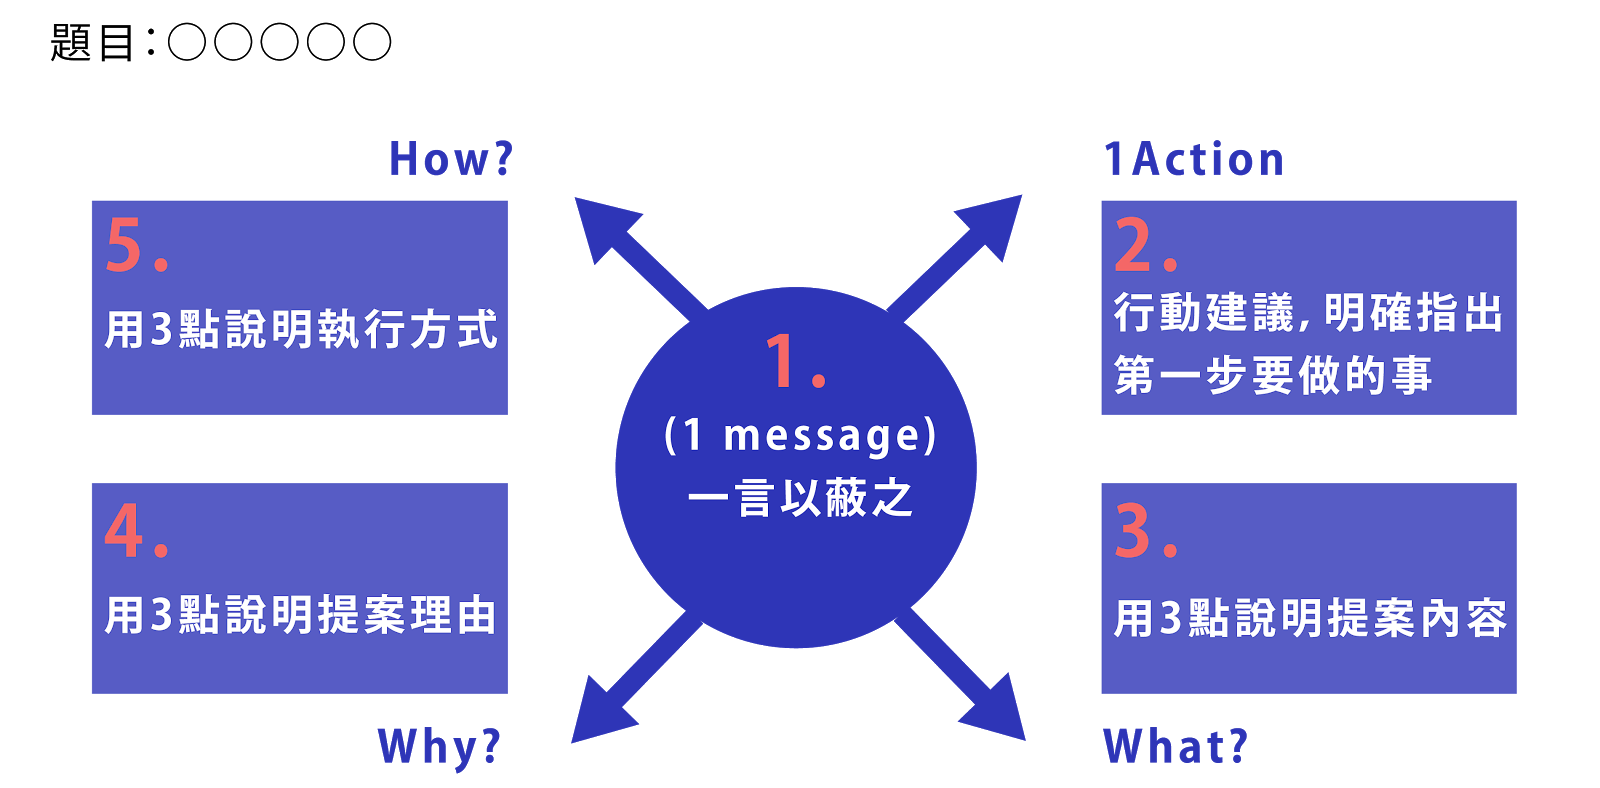 題目：○○○○○
How?
1Action
5.
用3點說明執行方式
2.
行動建議, 明確指出
第一步要做的事
1.
(1 message)
一言以蔽之
4.
用3點說明提案理由
3.
用3點說明提案內容
Why?
What?